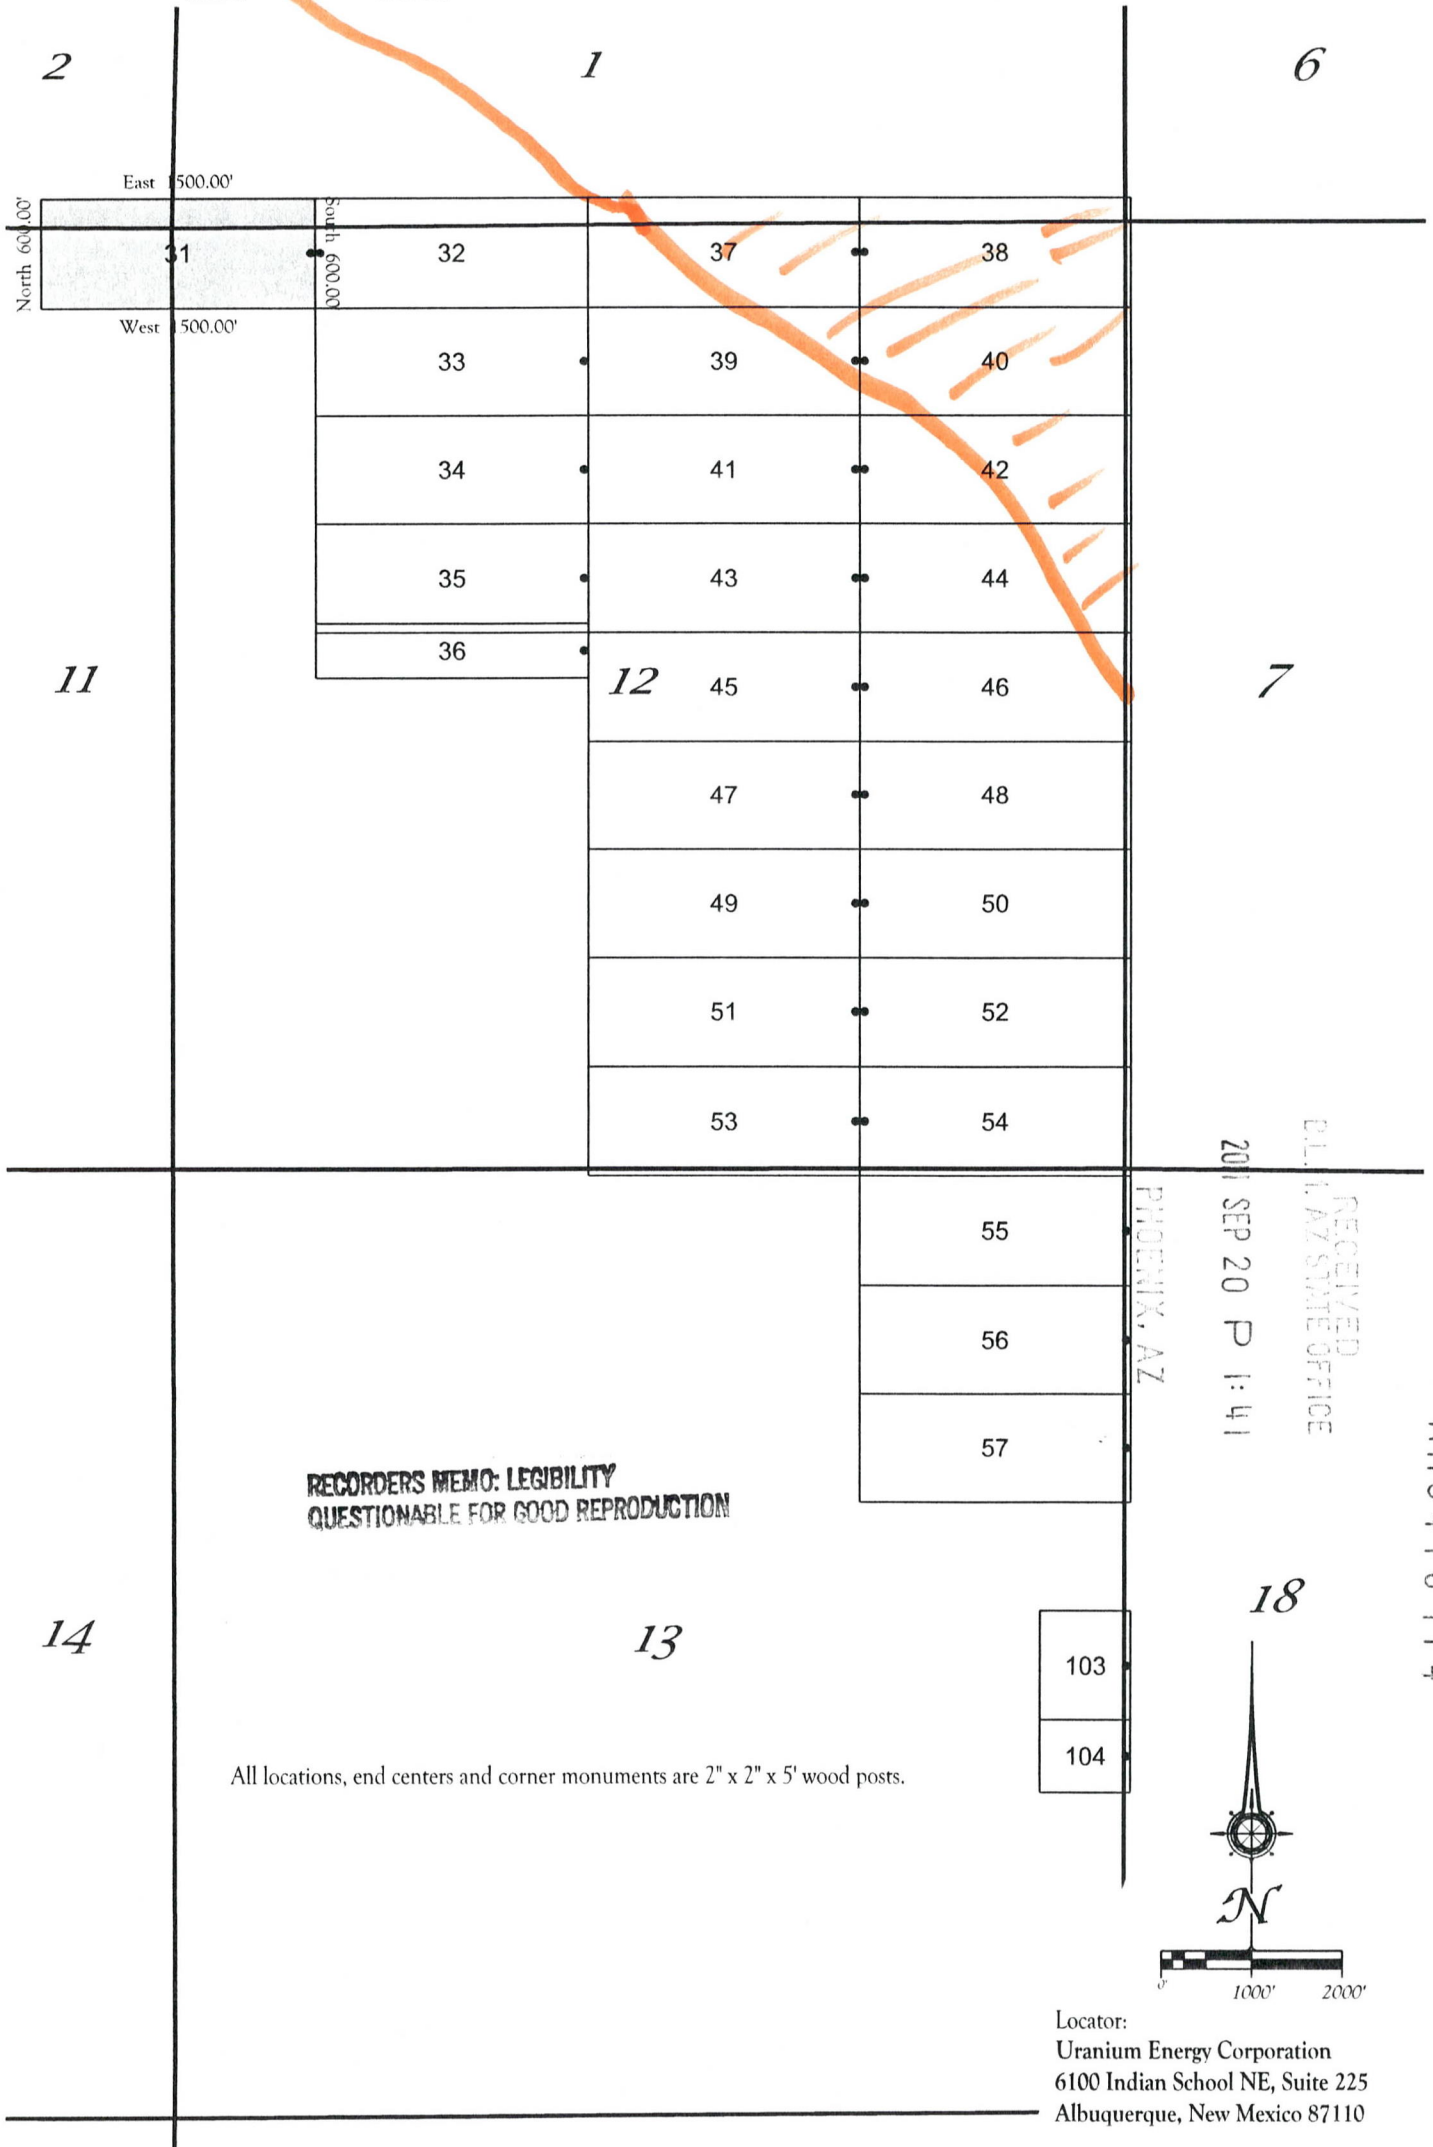 2
1
6
East 1500.00'
North 600.00'
South 600.00'
31
32
37
38
West 1500.00'
33
39
40
34
41
42
35
43
44
36
11
12
45
46
7
47
48
49
50
51
52
53
54
55
56
57
RECEIVED
B.L.M. AZ STATE OFFICE
2011 SEP 20 P 1:41
PHOENIX, AZ
RECORDERS MEMO: LEGIBILITY
QUESTIONABLE FOR GOOD REPRODUCTION
14
13
18
103
104
All locations, end centers and corner monuments are 2" x 2" x 5' wood posts.
N
0' 1000' 2000'
Locator:
Uranium Energy Corporation
6100 Indian School NE, Suite 225
Albuquerque, New Mexico 87110